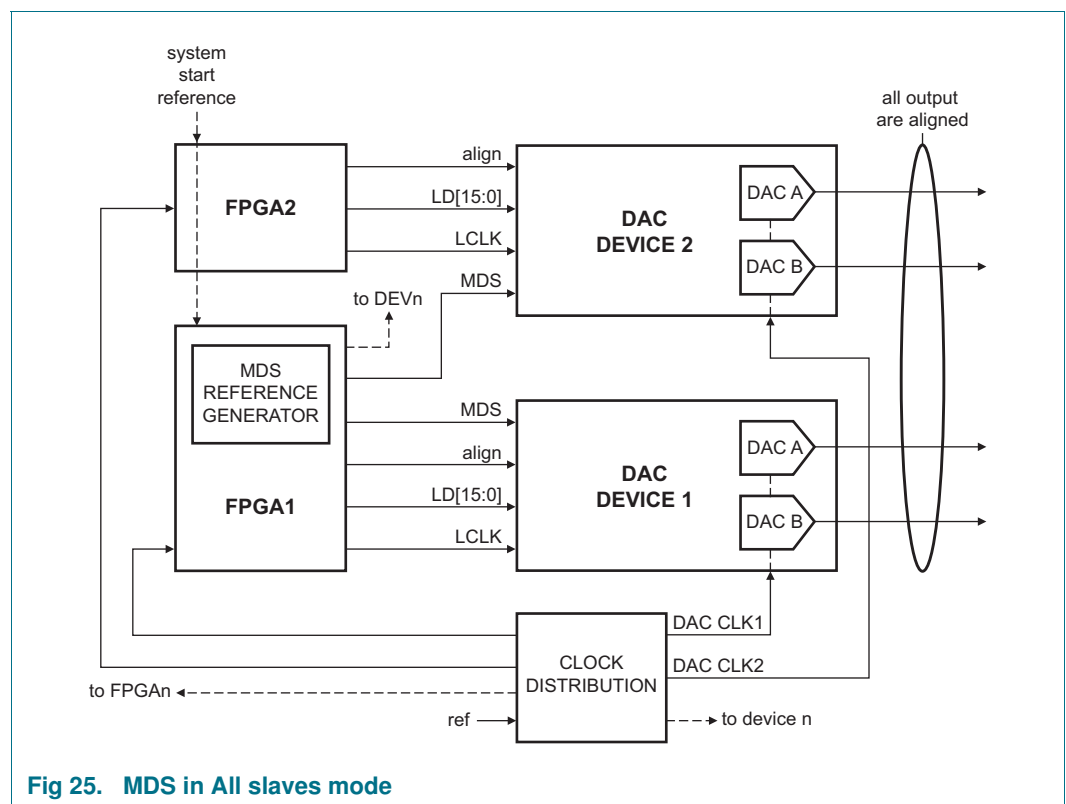 system
start
reference
all output
are aligned
FPGA2
align
LD[15:0]
LCLK
MDS
DAC
DEVICE 2
DAC A
DAC B
to DEVn
MDS
REFERENCE
GENERATOR
FPGA1
MDS
align
LD[15:0]
LCLK
DAC
DEVICE 1
DAC A
DAC B
CLOCK
DISTRIBUTION
DAC CLK1
DAC CLK2
to FPGAn
ref
to device n
Fig 25. MDS in All slaves mode